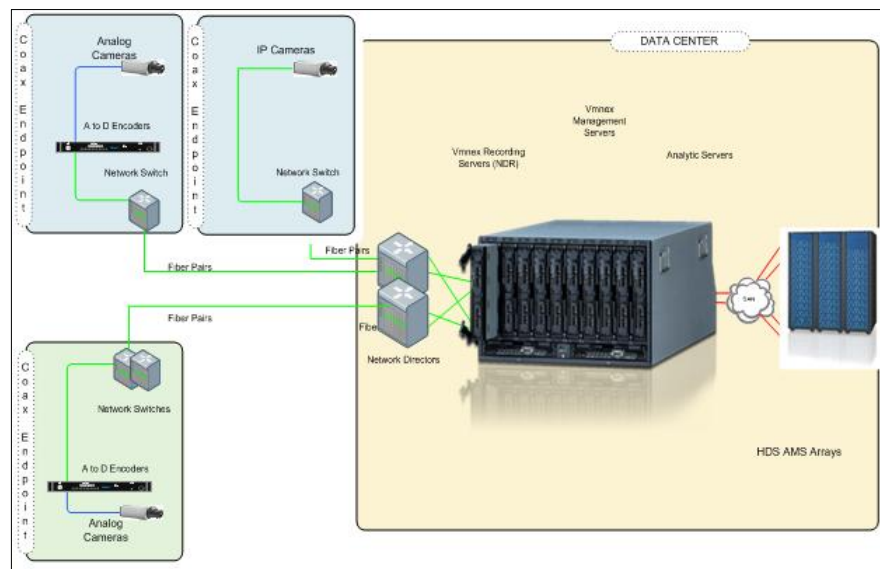 Coax Endpoint
Analog
Cameras
A to D Encoders
Network Switch
Coax Endpoint
IP Cameras
Network Switch
DATA CENTER
Vmnex
Management
Servers
Vmnex Recording
Servers (NDR)
Analytic Servers
Fiber Pairs
Fiber Pairs
Fiber Pairs
Fibe
SAN
Network Directors
Coax Endpoint
Network Switches
A to D Encoders
Analog
Cameras
HDS AMS Arrays